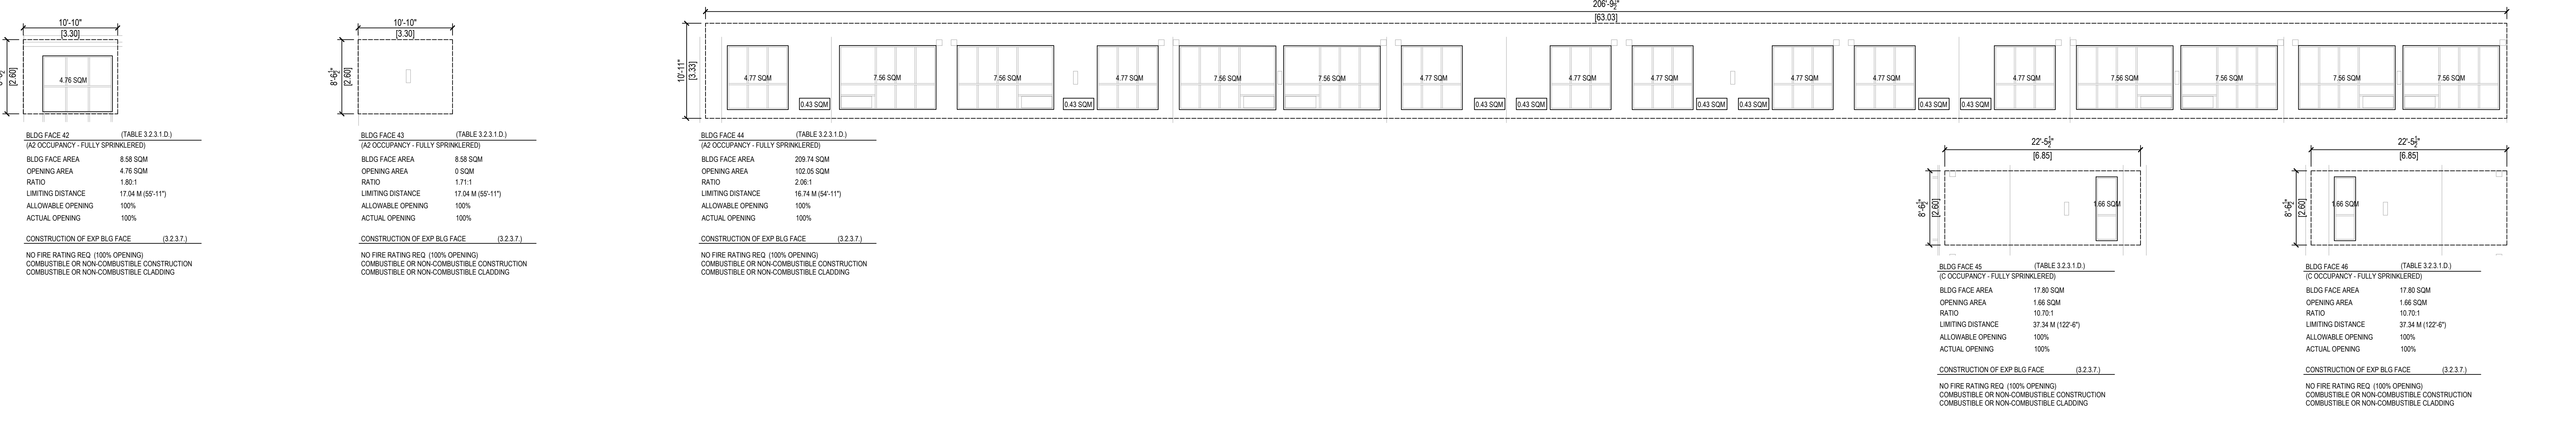 10'-10"
[3.30]
[2.60]
4.76 SQM
BLDG FACE 42 (TABLE 3.2.3.1.D.)
(A2 OCCUPANCY - FULLY SPRINKLERED)
BLDG FACE AREA 8.58 SQM
OPENING AREA 4.76 SQM
RATIO 1.80:1
LIMITING DISTANCE 17.04 M (55'-11")
ALLOWABLE OPENING 100%
ACTUAL OPENING 100%
CONSTRUCTION OF EXP BLG FACE (3.2.3.7.)
NO FIRE RATING REQ (100% OPENING)
COMBUSTIBLE OR NON-COMBUSTIBLE CONSTRUCTION
COMBUSTIBLE OR NON-COMBUSTIBLE CLADDING
10'-10"
[3.30]
8'-6½"
[2.60]
BLDG FACE 43 (TABLE 3.2.3.1.D.)
(A2 OCCUPANCY - FULLY SPRINKLERED)
BLDG FACE AREA 8.58 SQM
OPENING AREA 0 SQM
RATIO 1.71:1
LIMITING DISTANCE 17.04 M (55'-11")
ALLOWABLE OPENING 100%
ACTUAL OPENING 100%
CONSTRUCTION OF EXP BLG FACE (3.2.3.7.)
NO FIRE RATING REQ (100% OPENING)
COMBUSTIBLE OR NON-COMBUSTIBLE CONSTRUCTION
COMBUSTIBLE OR NON-COMBUSTIBLE CLADDING
206'-9½"
[63.03]
10'-11"
[3.33]
4.77 SQM 7.56 SQM 7.56 SQM 4.77 SQM 7.56 SQM 7.56 SQM 4.77 SQM 4.77 SQM 4.77 SQM 4.77 SQM 4.77 SQM 4.77 SQM 7.56 SQM 7.56 SQM 7.56 SQM 7.56 SQM
0.43 SQM 0.43 SQM 0.43 SQM 0.43 SQM 0.43 SQM 0.43 SQM 0.43 SQM 0.43 SQM
BLDG FACE 44 (TABLE 3.2.3.1.D.)
(A2 OCCUPANCY - FULLY SPRINKLERED)
BLDG FACE AREA 209.74 SQM
OPENING AREA 102.05 SQM
RATIO 2.06:1
LIMITING DISTANCE 16.74 M (54'-11")
ALLOWABLE OPENING 100%
ACTUAL OPENING 100%
CONSTRUCTION OF EXP BLG FACE (3.2.3.7.)
NO FIRE RATING REQ (100% OPENING)
COMBUSTIBLE OR NON-COMBUSTIBLE CONSTRUCTION
COMBUSTIBLE OR NON-COMBUSTIBLE CLADDING
22'-5½"
[6.85]
8'-6½"
[2.60]
1.66 SQM
BLDG FACE 45 (TABLE 3.2.3.1.D.)
(C OCCUPANCY - FULLY SPRINKLERED)
BLDG FACE AREA 17.80 SQM
OPENING AREA 1.66 SQM
RATIO 10.70:1
LIMITING DISTANCE 37.34 M (122'-6")
ALLOWABLE OPENING 100%
ACTUAL OPENING 100%
CONSTRUCTION OF EXP BLG FACE (3.2.3.7.)
NO FIRE RATING REQ (100% OPENING)
COMBUSTIBLE OR NON-COMBUSTIBLE CONSTRUCTION
COMBUSTIBLE OR NON-COMBUSTIBLE CLADDING
22'-5½"
[6.85]
8'-6½"
[2.60]
1.66 SQM
BLDG FACE 46 (TABLE 3.2.3.1.D.)
(C OCCUPANCY - FULLY SPRINKLERED)
BLDG FACE AREA 17.80 SQM
OPENING AREA 1.66 SQM
RATIO 10.70:1
LIMITING DISTANCE 37.34 M (122'-6")
ALLOWABLE OPENING 100%
ACTUAL OPENING 100%
CONSTRUCTION OF EXP BLG FACE (3.2.3.7.)
NO FIRE RATING REQ (100% OPENING)
COMBUSTIBLE OR NON-COMBUSTIBLE CONSTRUCTION
COMBUSTIBLE OR NON-COMBUSTIBLE CLADDING